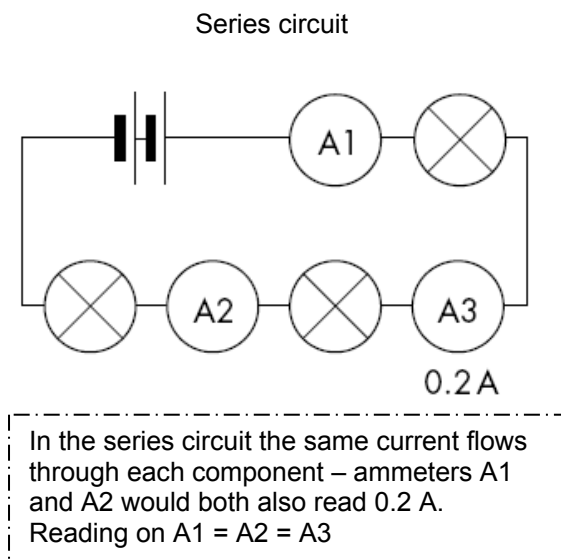 Series circuit
A1
A2
A3
0.2 A
In the series circuit the same current flows
through each component – ammeters A1
and A2 would both also read 0.2 A.
Reading on A1 = A2 = A3